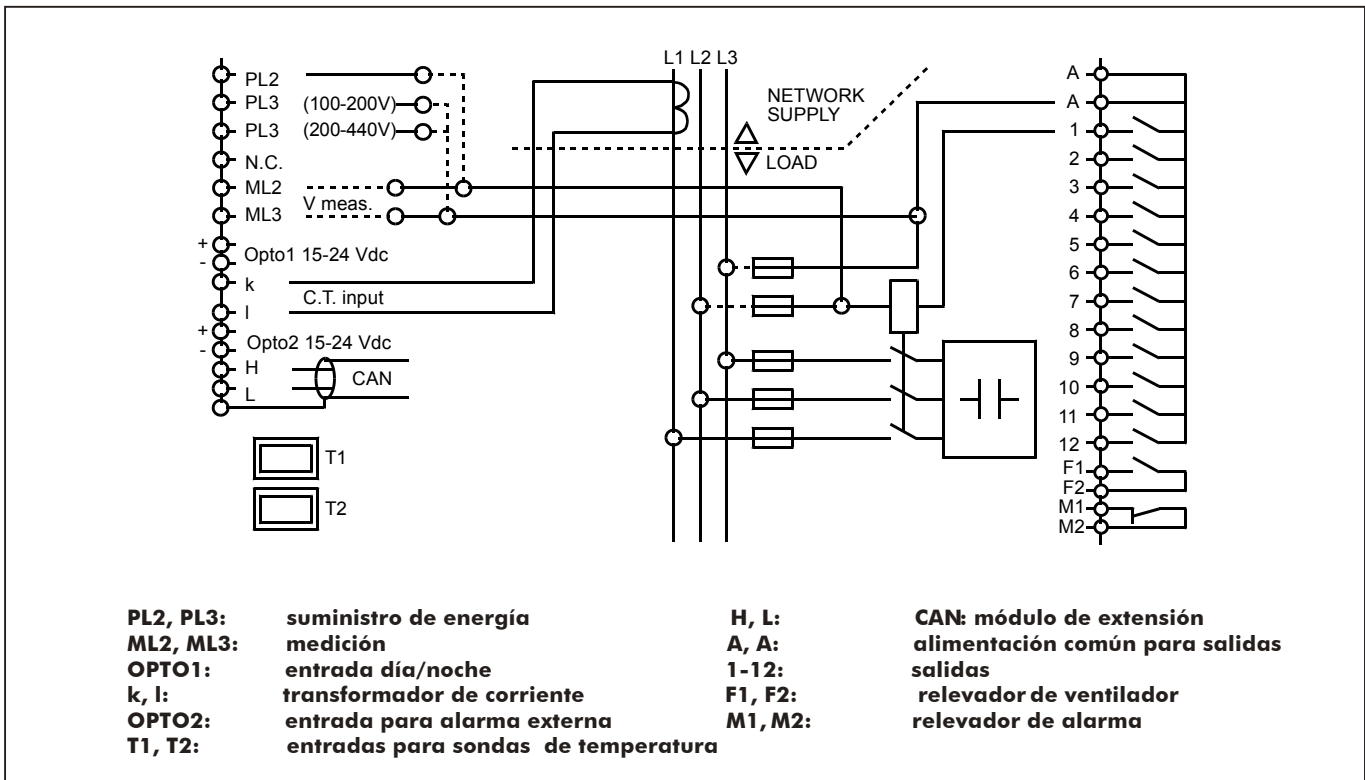 L1 L2 L3
PL2
PL3 (100-200V)
PL3 (200-440V)
N.C.
ML2
V meas.
ML3
+
Opto1 15-24 Vdc
-
k
C.T. input
l
+
Opto2 15-24 Vdc
-
H
CAN
L
T1
T2
NETWORK
SUPPLY
LOAD
A
A
1
2
3
4
5
6
7
8
9
10
11
12
F1
F2
M1
M2
PL2, PL3: suministro de energía
ML2, ML3: medición
OPTO1: entrada día/noche
k, l: transformador de corriente
OPTO2: entrada para alarma externa
T1, T2: entradas para sondas de temperatura
H, L: CAN: módulo de extensión
A, A: alimentación común para salidas
1-12: salidas
F1, F2: relevador de ventilador
M1, M2: relevador de alarma